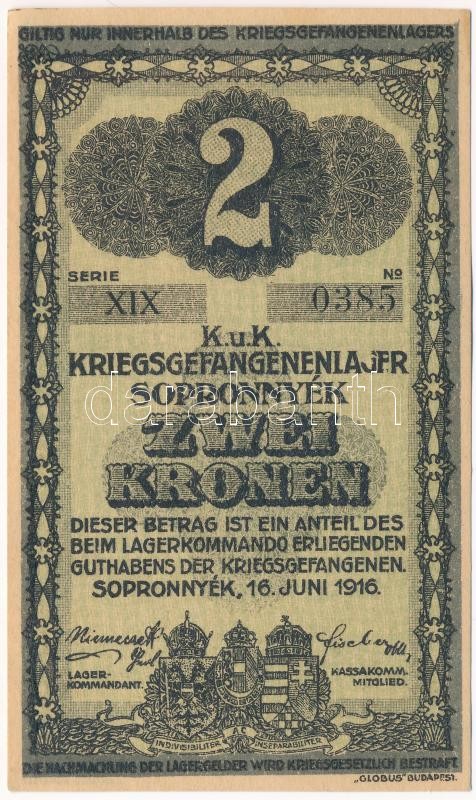 GILTIG NUR INNERHALB DES KRIEGSGEFANGENENLAGERS
2
SERIE No
XIX 0385
K.u.K.
KRIEGSGEFANGENENLAGER
SOPRONNYÉK
ZWEI
KRONEN
DIESER BETRAG IST EIN ANTEIL DES
BEIM LAGERKOMMANDO ERLIEGENDEN
GUTHABENS DER KRIEGSGEFANGENEN.
SOPRONNYÉK, 16. JUNI 1916.
LAGER-
KOMMANDANT.
KASSAKOMM.
MITGLIED.
INDIVISIBILITER AC INSEPARABILITER
DIE NACHMACHUNG DER LAGERGELDER WIRD KRIEGSGESETZLICH BESTRAFT.
„GLOBUS" BUDAPEST.
darabanth